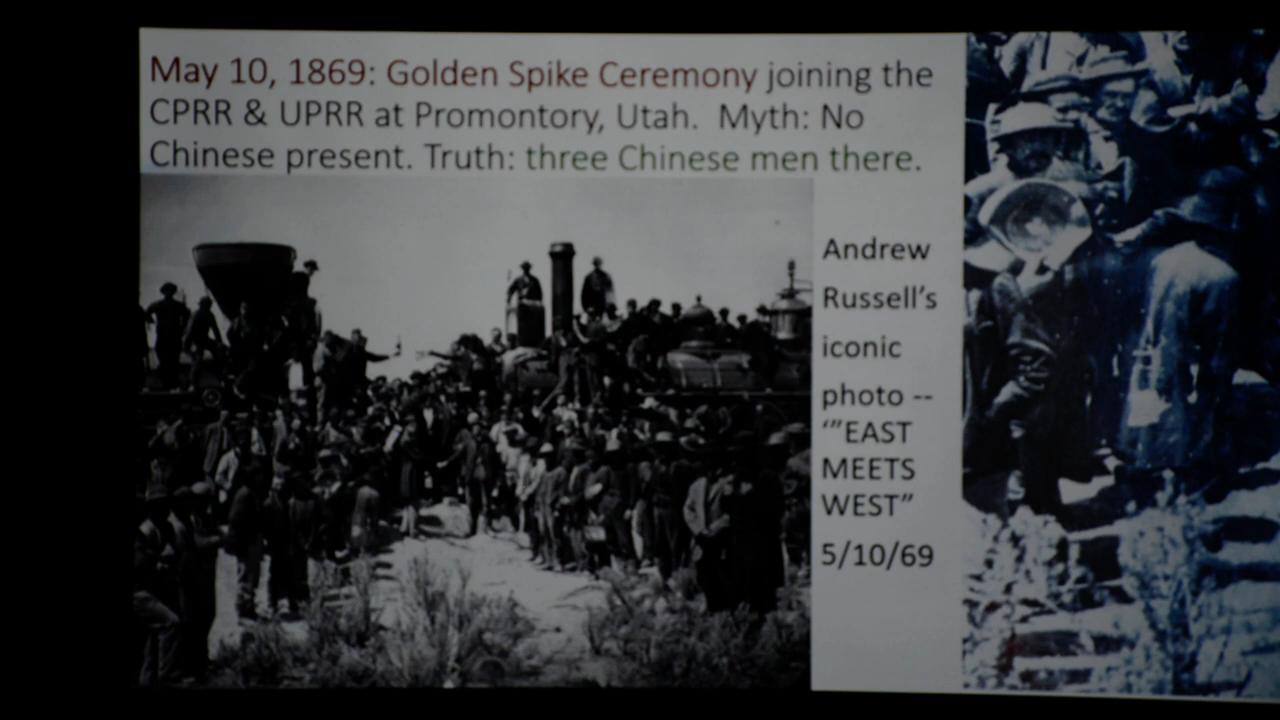 May 10, 1869: Golden Spike Ceremony joining the
CPRR & UPRR at Promontory, Utah.  Myth: No
Chinese present. Truth: three Chinese men there.
Andrew
Russell’s
iconic
photo --
‘”EAST
MEETS
WEST”
5/10/69